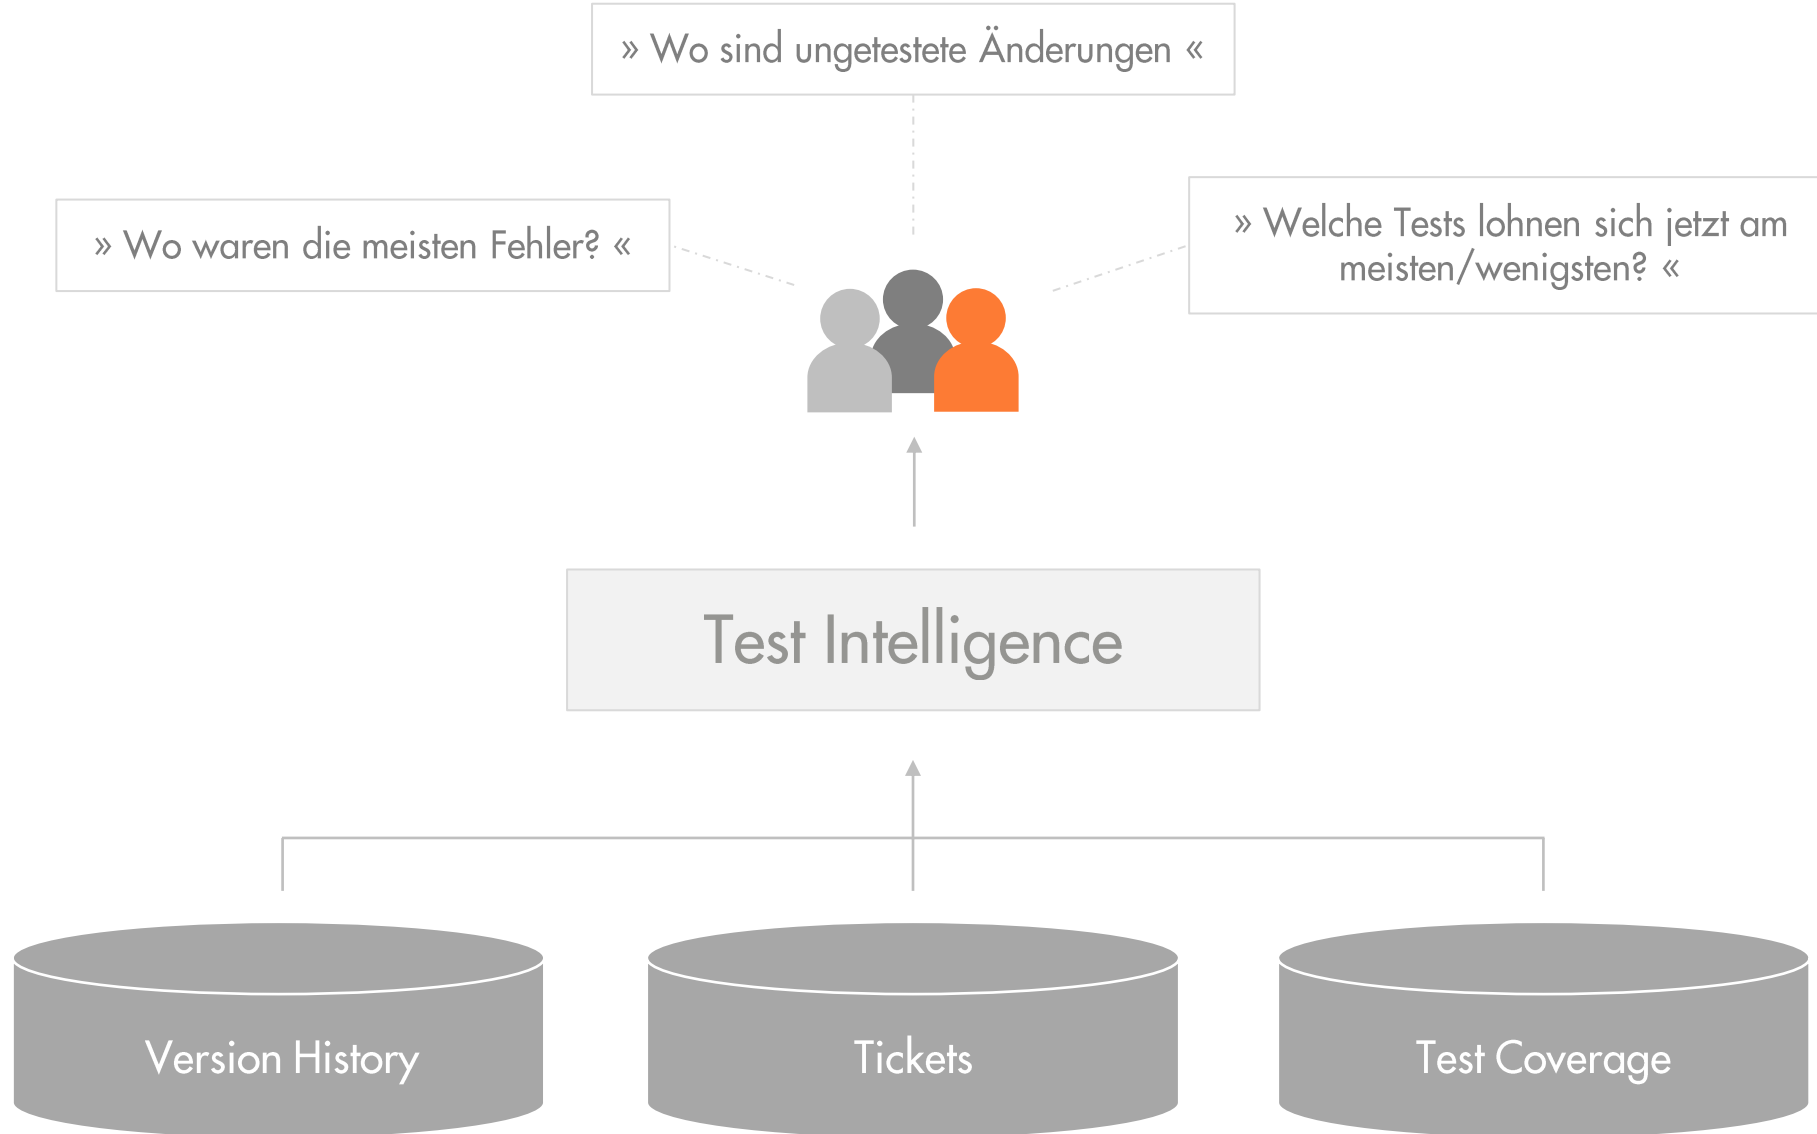 » Wo sind ungetestete Änderungen «
» Wo waren die meisten Fehler? «
» Welche Tests lohnen sich jetzt am
meisten/wenigsten? «
Test Intelligence
Version History
Tickets
Test Coverage